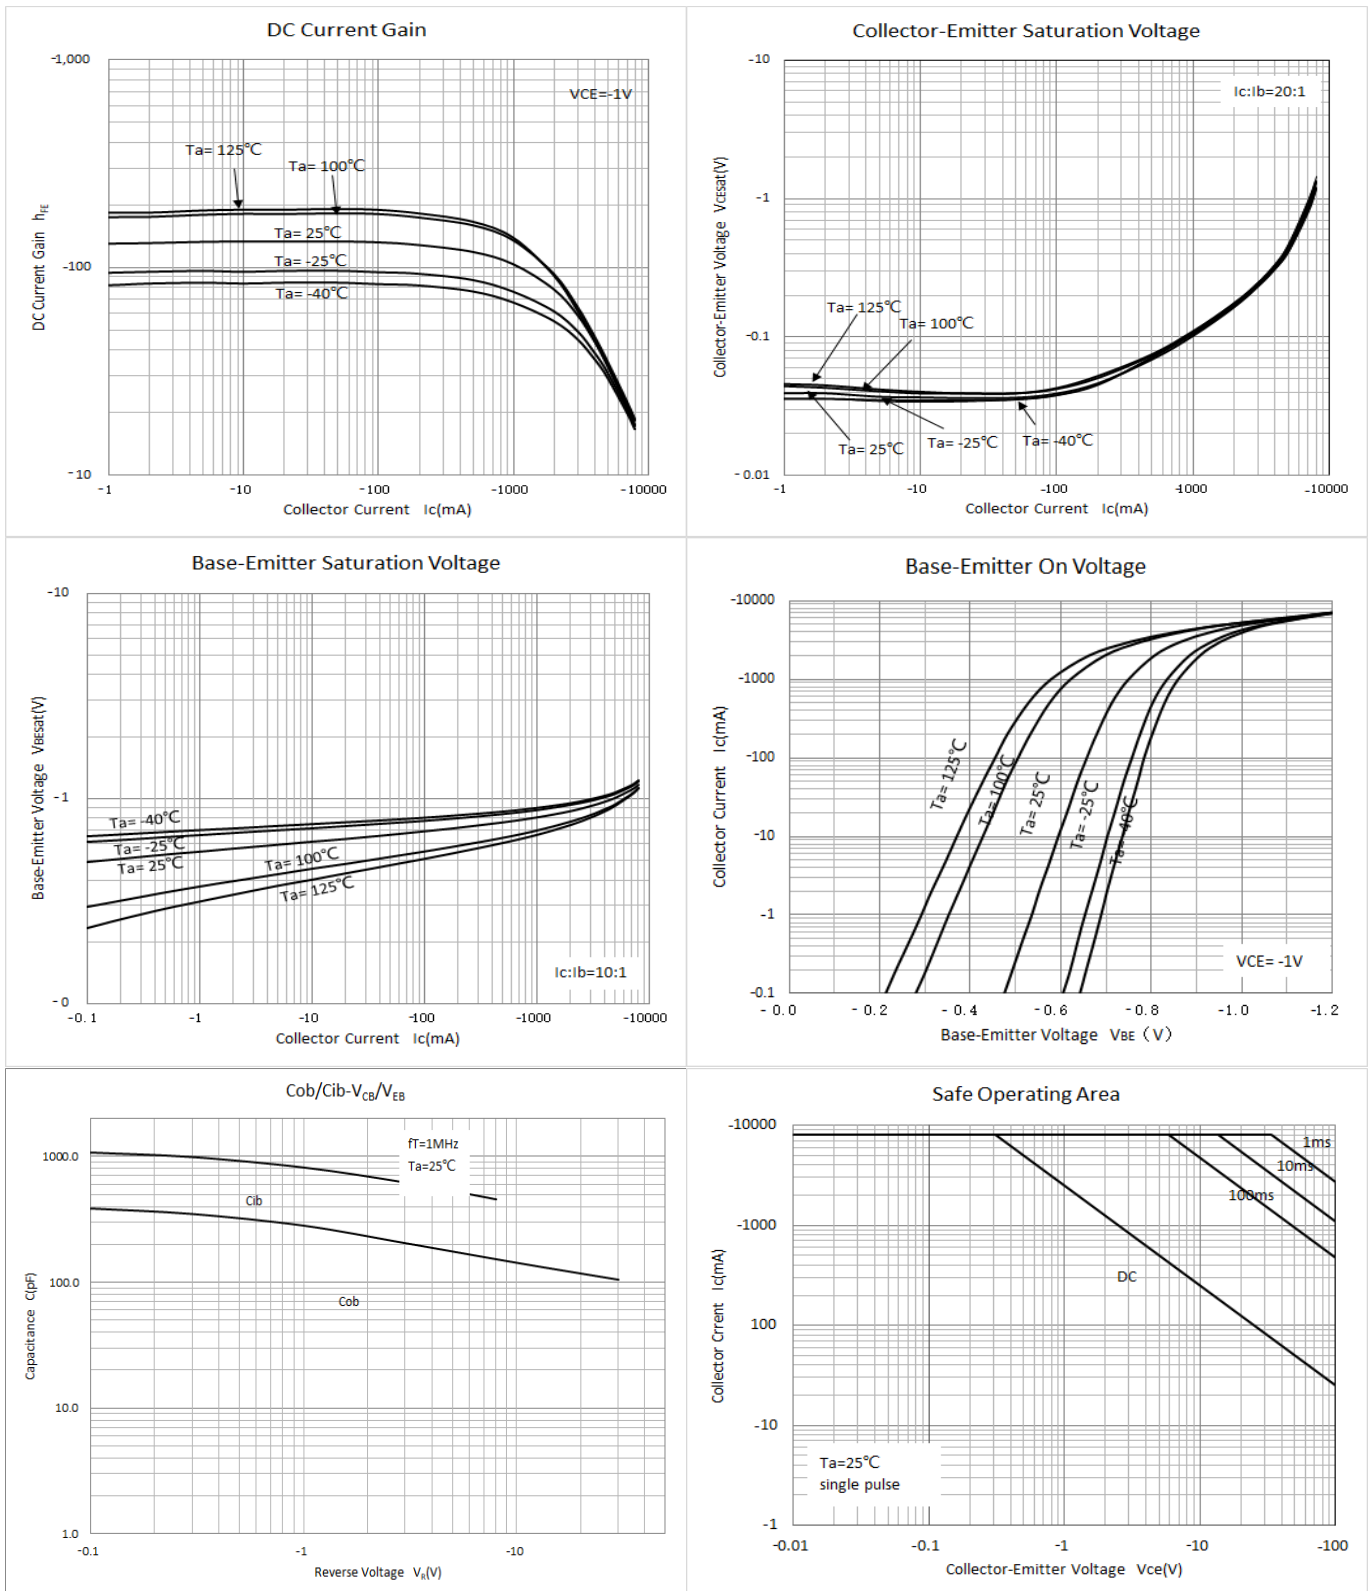 DC Current Gain
-1,000
VCE=-1V
Ta= 125℃
Ta= 100℃
Ta= 25℃
-100
Ta= -25℃
Ta= -40℃
DC Current Gain hFE
-10
-1 -10 -100 -1000 -10000
Collector Current Ic(mA)
Collector-Emitter Saturation Voltage
-10
Ic:Ib=20:1
-1
Collector-Emitter Voltage VCEsat(V)
Ta= 125℃
Ta= 100℃
-0.1
Ta= 25℃
Ta= -25℃
Ta= -40℃
-0.01
-1 -10 -100 -1000 -10000
Collector Current Ic(mA)
Base-Emitter Saturation Voltage
-10
Base-Emitter Voltage VBEsat(V)
-1
Ta= -40℃
Ta= -25℃
Ta= 25℃
Ta= 100℃
Ta= 125℃
Ic:Ib=10:1
-0
-0.1 -1 -10 -100 -1000 -10000
Collector Current Ic(mA)
Base-Emitter On Voltage
-10000
-1000
Collector Current Ic(mA)
-100
Ta= 125℃
Ta= 100℃
Ta= 25℃
Ta= -25℃
Ta= -40℃
-10
-1
VCE= -1V
-0.1
-0.0 -0.2 -0.4 -0.6 -0.8 -1.0 -1.2
Base-Emitter Voltage VBE（V）
Cob/Cib-VCB/VEB
fT=1MHz
Ta=25℃
1000.0
Cib
100.0
Cob
Capacitance C(pF)
10.0
1.0
-0.1 -1 -10
Reverse Voltage VR(V)
Safe Operating Area
-10000
1ms
10ms
100ms
-1000
Collector Crrent Ic(mA)
DC
100
-10
Ta=25℃
single pulse
-1
-0.01 -0.1 -1 -10 -100
Collector-Emitter Voltage Vce(V)